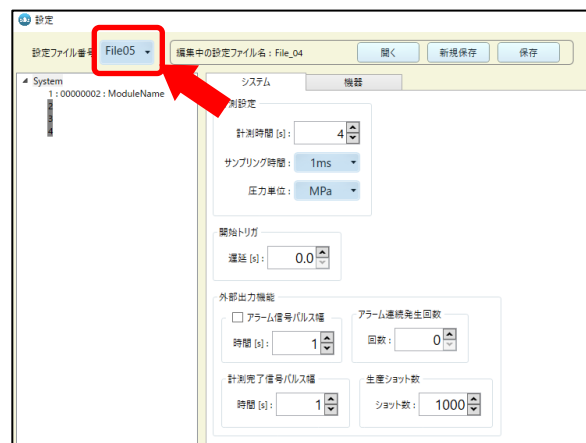 設定
設定ファイル番号 File05 編集中の設定ファイル名 : File_04 開く 新規保存 保存
System
1 : 00000002 : ModuleName
2
3
4
システム 機器
測設定
計測時間 [s] : 4
サンプリング時間 : 1ms
圧力単位 : MPa
開始トリガ
遅延 [s] : 0.0
外部出力機能
アラーム信号パルス幅
時間 [s] : 1
アラーム連続発生回数
回数 : 0
計測完了信号パルス幅
時間 [s] : 1
生産ショット数
ショット数 : 1000